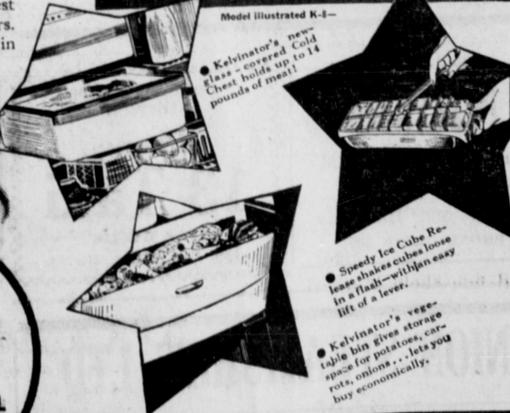 est
rs.
in
Model illustrated K-8—
● Kelvinator's new—
glass-covered Cold
Chest holds up to 14
pounds of meat!
● Speedy Ice Cube Re-
lease shakes cubes loose
in a flash—with an easy
lift of a lever.
● Kelvinator's vege-
table bin gives storage
space for potatoes, car-
rots, onions...lets you
buy economically.